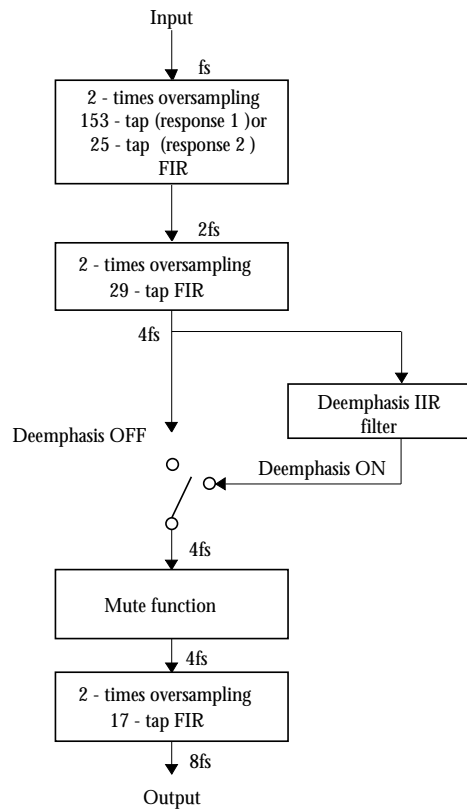 Input
fs
2 - times oversampling
153 - tap (response 1 )or
25 - tap (response 2 )
FIR
2fs
2 - times oversampling
29 - tap FIR
4fs
Deemphasis IIR
filter
Deemphasis OFF
Deemphasis ON
4fs
Mute function
4fs
2 - times oversampling
17 - tap FIR
8fs
Output